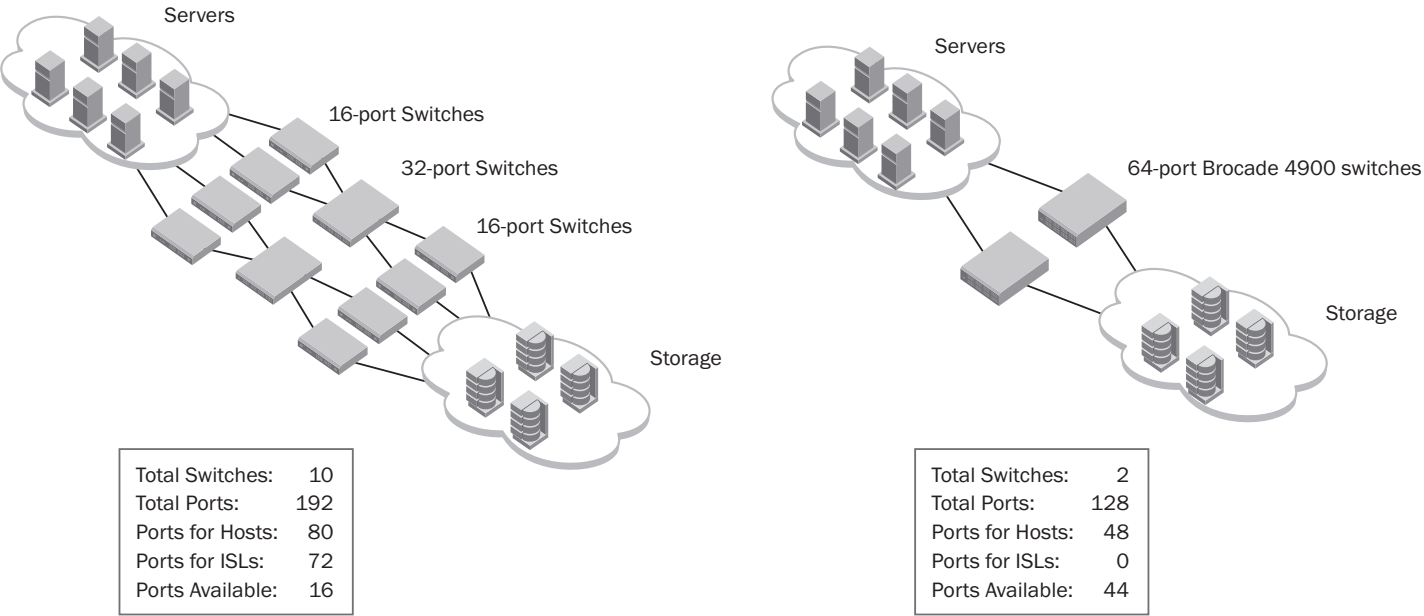 Servers
16-port Switches
32-port Switches
16-port Switches
Storage
Total Switches: 10
Total Ports: 192
Ports for Hosts: 80
Ports for ISLs: 72
Ports Available: 16
Servers
64-port Brocade 4900 switches
Storage
Total Switches: 2
Total Ports: 128
Ports for Hosts: 48
Ports for ISLs: 0
Ports Available: 44